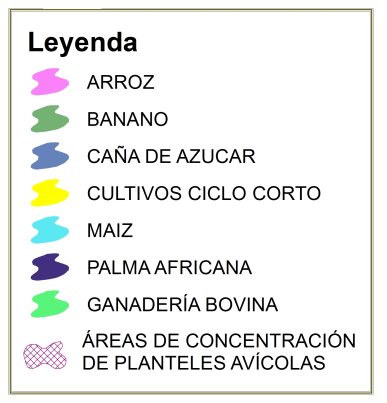 Leyenda
ARROZ
BANANO
CAÑA DE AZUCAR
CULTIVOS CICLO CORTO
MAIZ
PALMA AFRICANA
GANADERÍA BOVINA
ÁREAS DE CONCENTRACIÓN
DE PLANTELES AVÍCOLAS